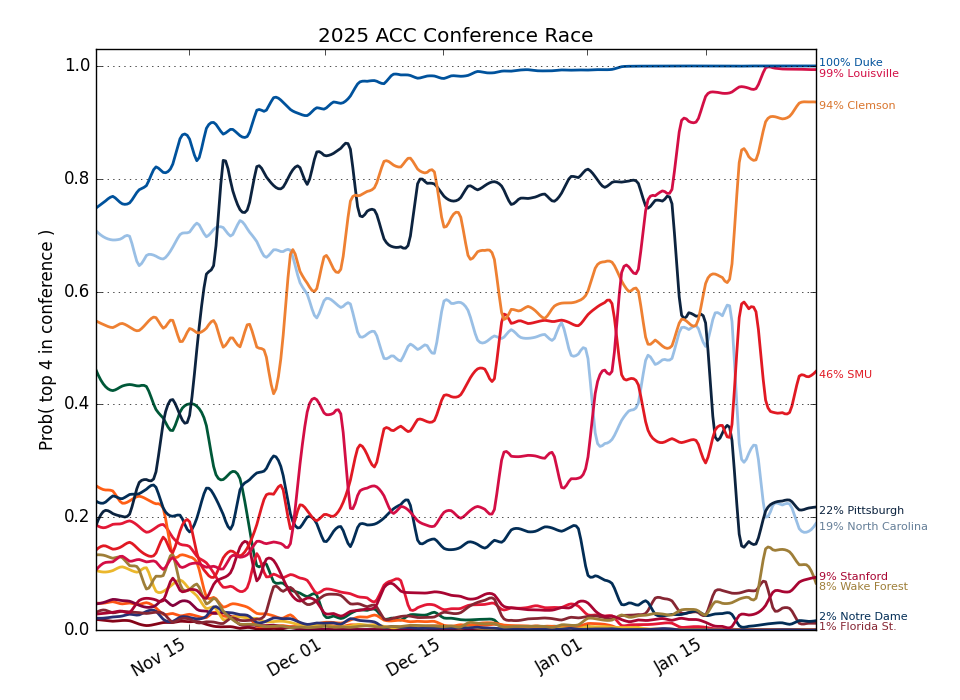 2025 ACC Conference Race
Prob( top 4 in conference )
1.0
0.8
0.6
0.4
0.2
0.0
Nov 15
Dec 01
Dec 15
Jan 01
Jan 15
100% Duke
99% Louisville
94% Clemson
46% SMU
22% Pittsburgh
19% North Carolina
9% Stanford
8% Wake Forest
2% Notre Dame
1% Florida St.